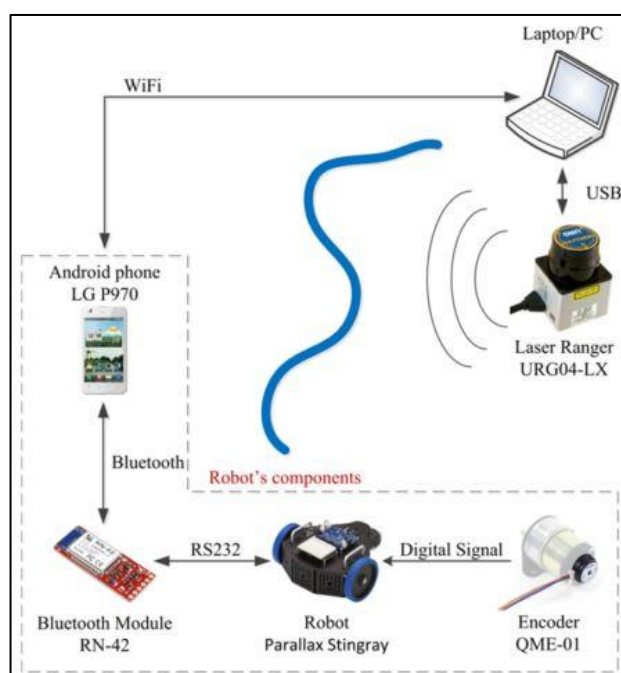 Laptop/PC
WiFi
USB
Android phone
LG P970
Laser Ranger
URG04-LX
Bluetooth
Robot's components
RS232
Digital Signal
Bluetooth Module
RN-42
Robot
Parallax Stingray
Encoder
QME-01